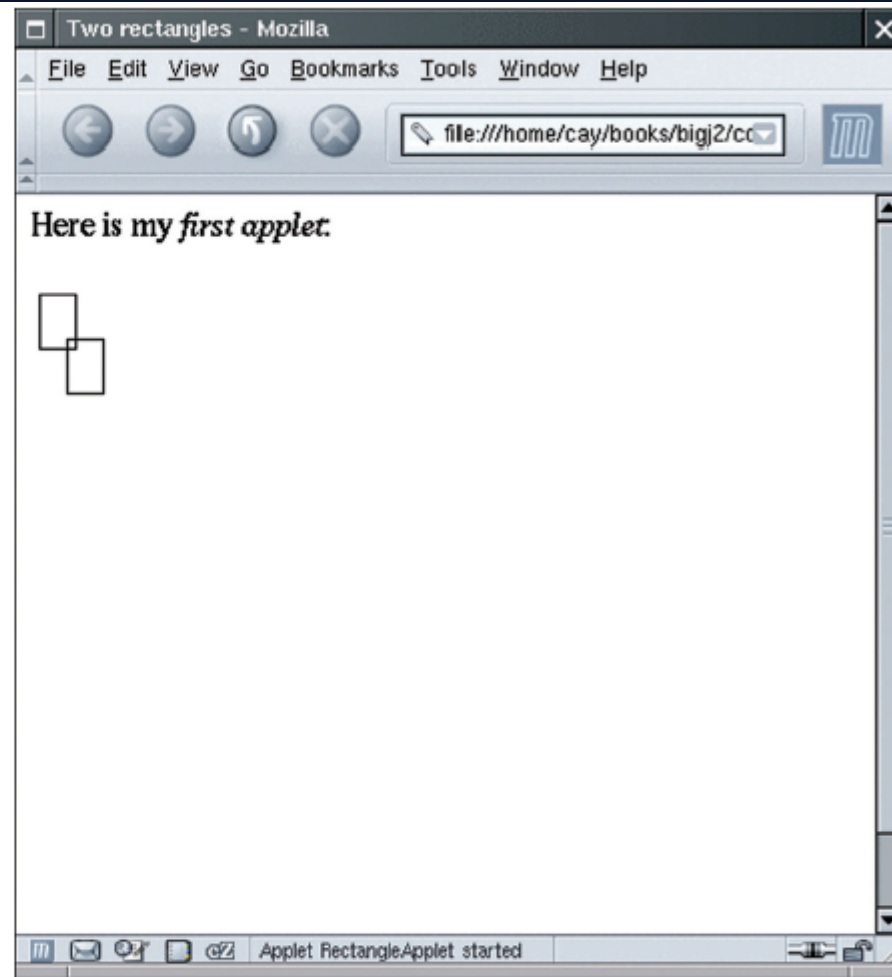 Two rectangles - Mozilla
File Edit View Go Bookmarks Tools Window Help
file:///home/cay/books/bigj2/cc
Here is my first applet:
Applet RectangleApplet started